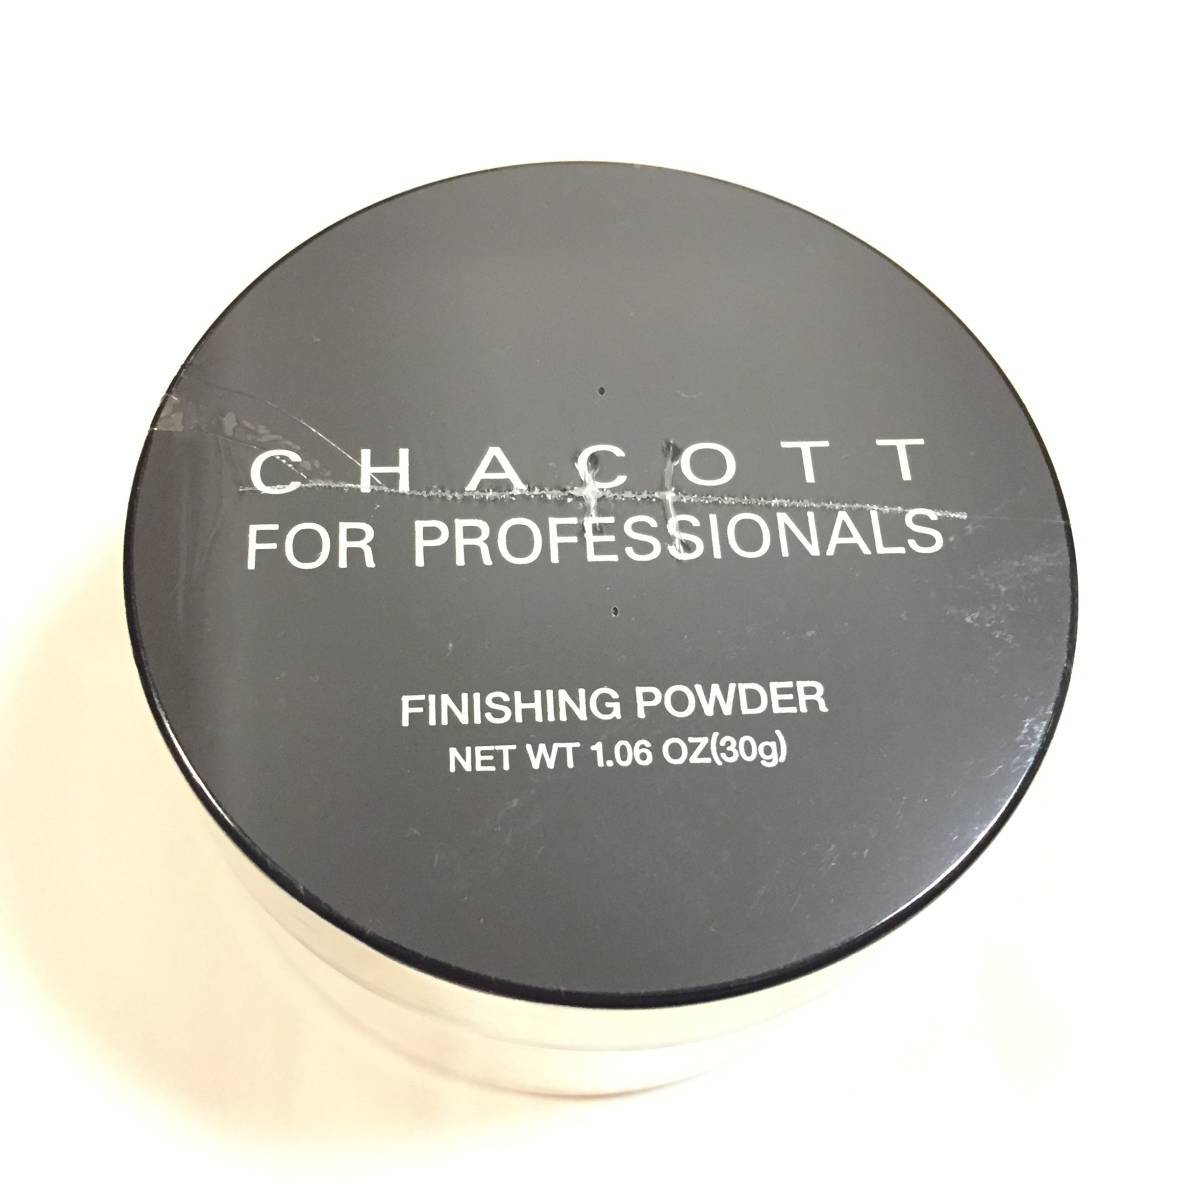 CHACOTT
FOR PROFESSIONALS
FINISHING POWDER
NET WT 1.06 OZ(30g)